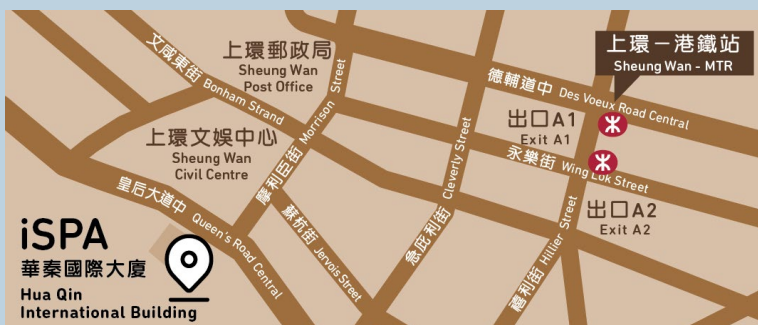 上環－港鐵站
Sheung Wan - MTR
上環郵政局
Sheung Wan
Post Office
文咸東街 Bonham Strand
德輔道中 Des Voeux Road Central
出口A1
Exit A1
上環文娛中心
Sheung Wan
Civil Centre
摩利臣街 Morrison Street
永樂街 Wing Lok Street
皇后大道中 Queen's Road Central
蘇杭街 Jervois Street
急庇利街 Cleverly Street
禧利街 Hillier Street
出口A2
Exit A2
iSPA
華秦國際大廈
Hua Qin
International Building